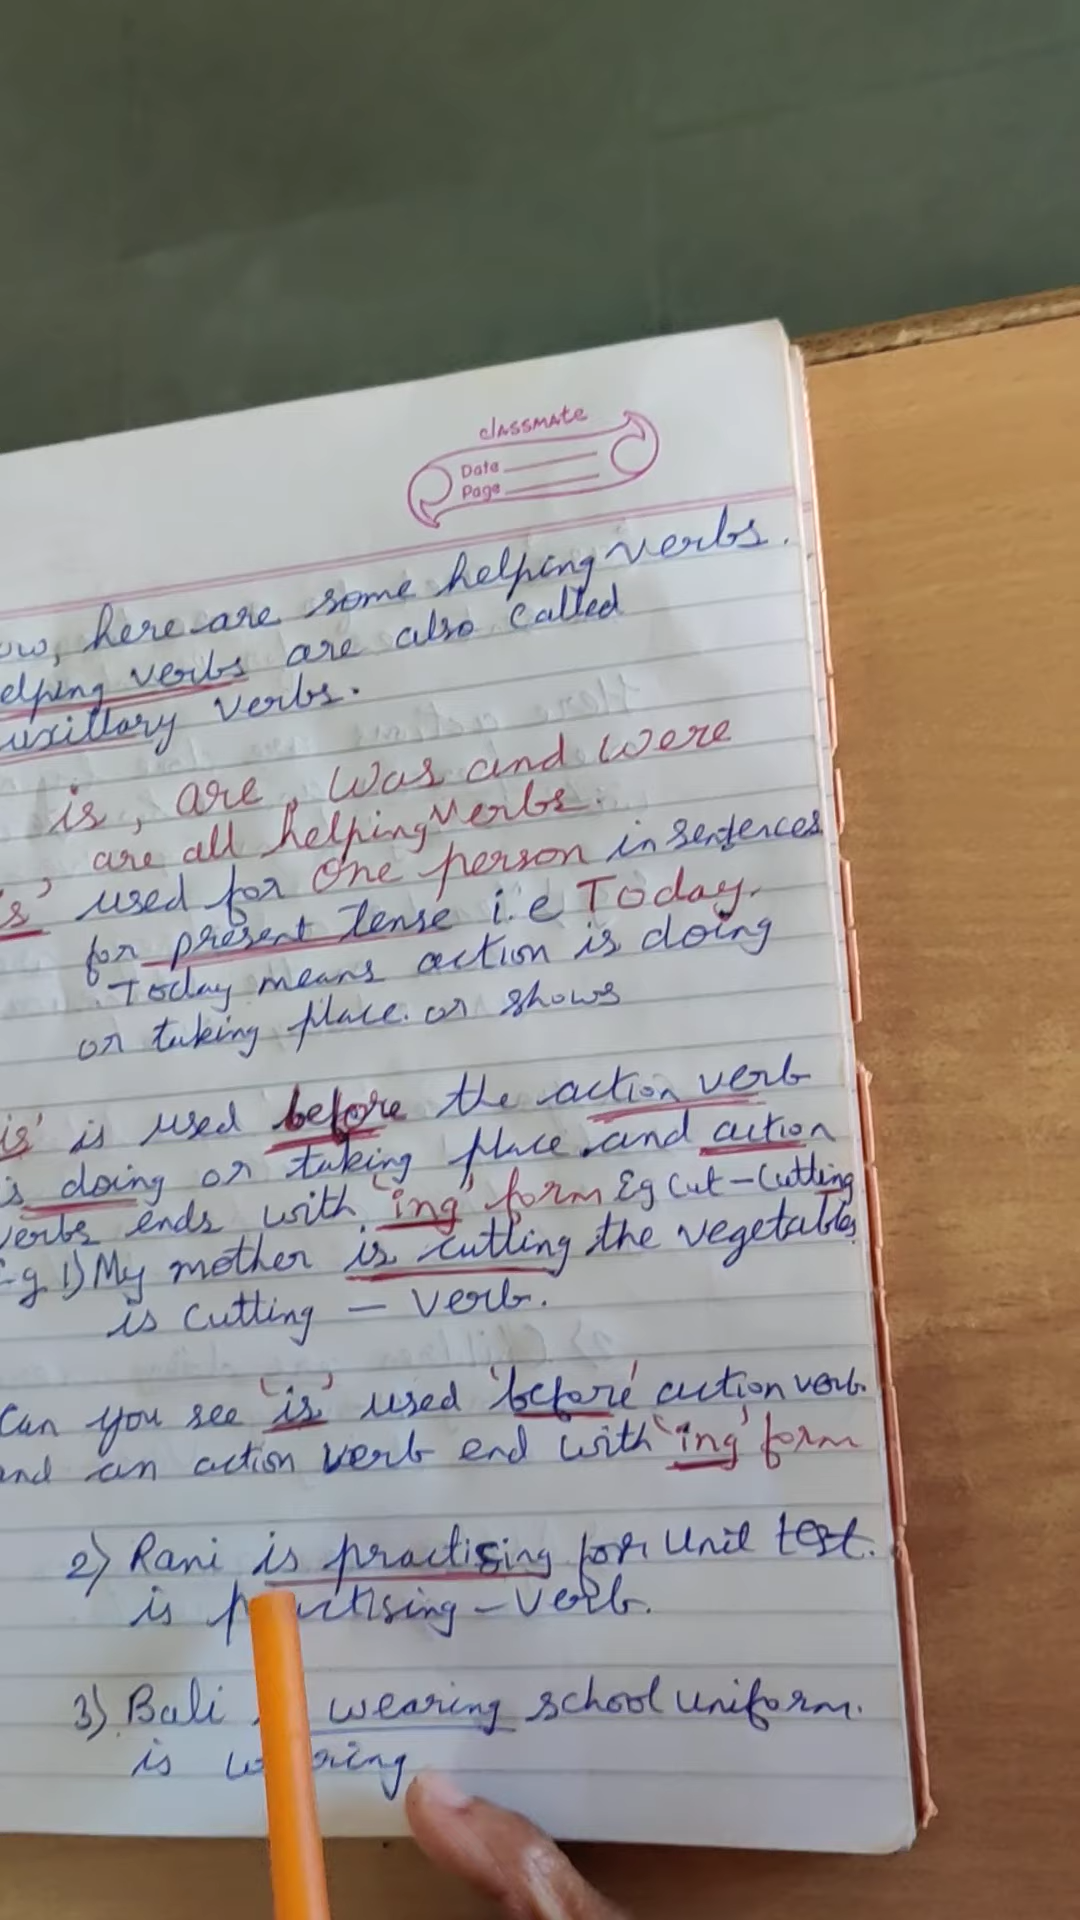 classmate
Date
Page
here are some helping verbs.
verbs are also called
verbs.
is, are, was and were
are all helping verbs.
used for One person in sentences
for present tense i.e Today.
Today means action is doing
or taking place. or shows
is' is used before the action verb
doing or taking place and action
verbs ends with 'ing' form Eg Cut - Cutting
E.g 1) My mother is cutting the vegetables
is cutting - verb.
Can you see 'is' used 'before' action verb.
and an action verb end with 'ing' form
2) Rani is practising for Unit test.
is practising - verb.
3) Bali wearing school uniform.
is